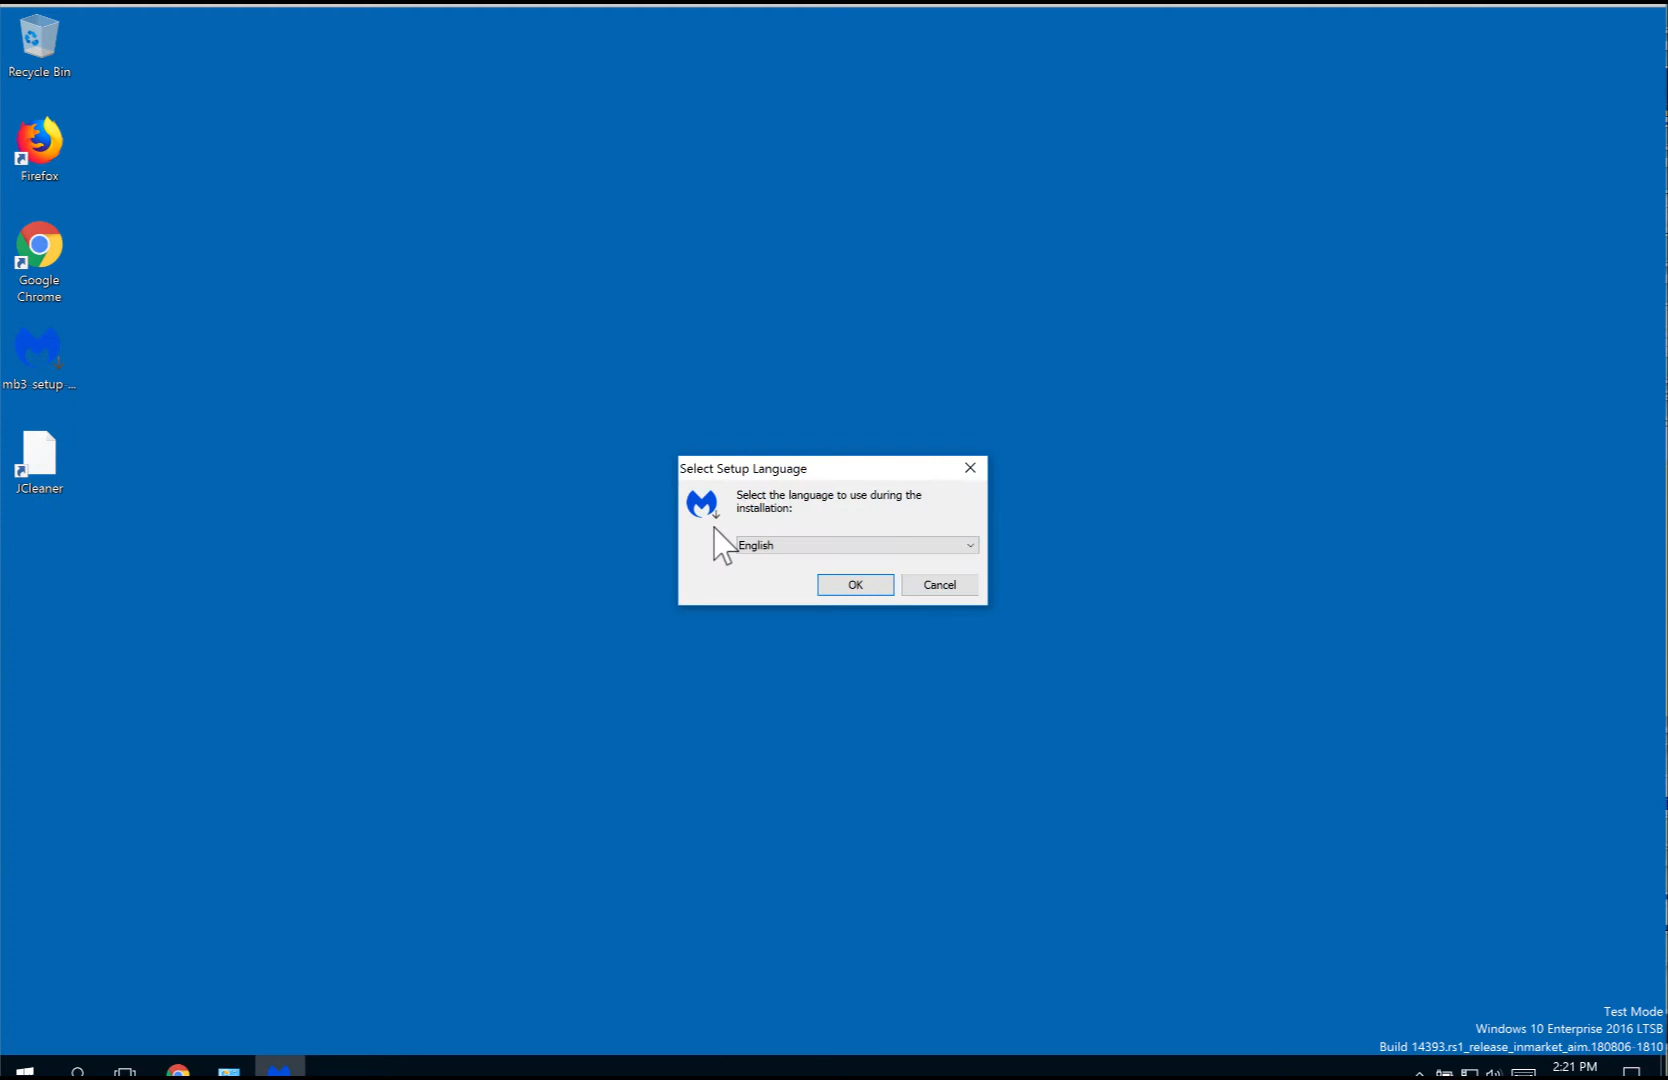 Recycle Bin
Firefox
Google
Chrome
mb3-setup-...
JCleaner
Select Setup Language
Select the language to use during the
installation:
English
OK
Cancel
Test Mode
Windows 10 Enterprise 2016 LTSB
Build 14393.rs1_release_inmarket_aim.180806-1810
2:21 PM